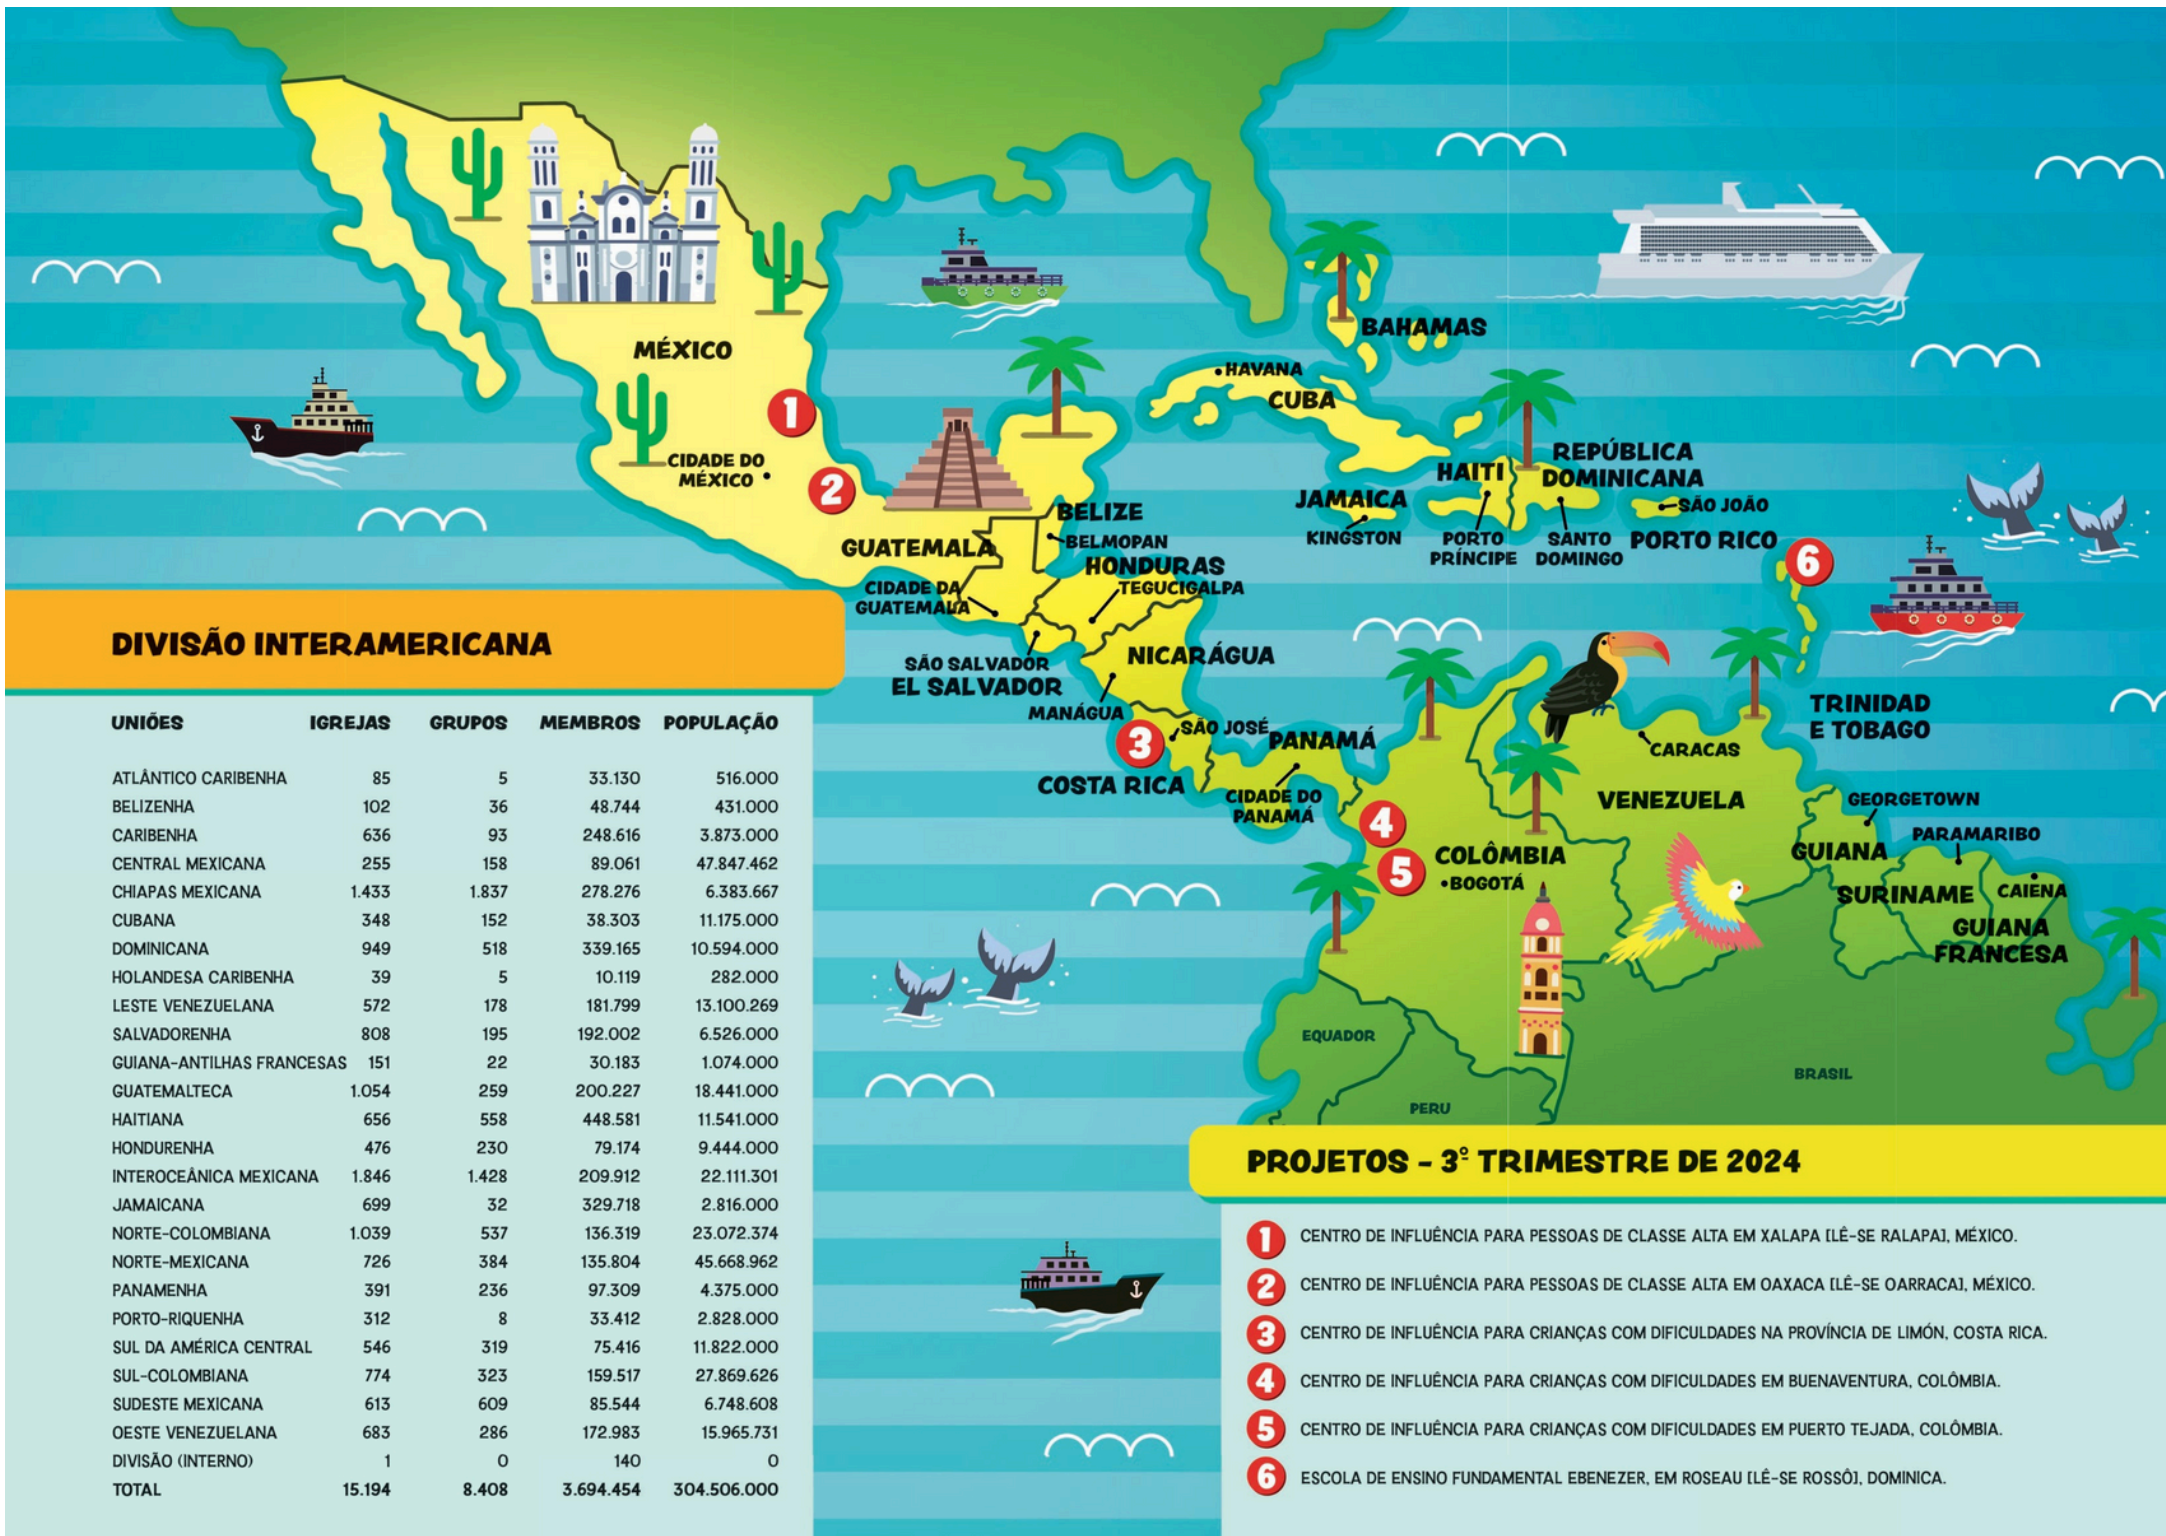 MÉXICO
BAHAMAS
HAVANA
CUBA
1
CIDADE DO
MÉXICO
2
REPÚBLICA
DOMINICANA
HAITI
JAMAICA
KINGSTON
PORTO
PRÍNCIPE
SANTO
DOMINGO
SÃO JOÃO
PORTO RICO
6
BELIZE
BELMOPAN
GUATEMALA
HONDURAS
TEGUCIGALPA
CIDADE DA
GUATEMALA
SÃO SALVADOR
EL SALVADOR
NICARÁGUA
MANÁGUA
3
SÃO JOSÉ
PANAMÁ
COSTA RICA
CIDADE DO
PANAMÁ
TRINIDAD
E TOBAGO
CARACAS
VENEZUELA
GEORGETOWN
PARAMARIBO
GUIANA
SURINAME
CAIENA
GUIANA
FRANCESA
4
5
COLÔMBIA
BOGOTÁ
EQUADOR
PERU
BRASIL
DIVISÃO INTERAMERICANA
UNIÕES IGREJAS GRUPOS MEMBROS POPULAÇÃO
ATLÂNTICO CARIBENHA 85 5 33.130 516.000
BELIZENHA 102 36 48.744 431.000
CARIBENHA 636 93 248.616 3.873.000
CENTRAL MEXICANA 255 158 89.061 47.847.462
CHIAPAS MEXICANA 1.433 1.837 278.276 6.383.667
CUBANA 348 152 38.303 11.175.000
DOMINICANA 949 518 339.165 10.594.000
HOLANDESA CARIBENHA 39 5 10.119 282.000
LESTE VENEZUELANA 572 178 181.799 13.100.269
SALVADORENHA 808 195 192.002 6.526.000
GUIANA-ANTILHAS FRANCESAS 151 22 30.183 1.074.000
GUATEMALTECA 1.054 259 200.227 18.441.000
HAITIANA 656 558 448.581 11.541.000
HONDURENHA 476 230 79.174 9.444.000
INTEROCEÂNICA MEXICANA 1.846 1.428 209.912 22.111.301
JAMAICANA 699 32 329.718 2.816.000
NORTE-COLOMBIANA 1.039 537 136.319 23.072.374
NORTE-MEXICANA 726 384 135.804 45.668.962
PANAMENHA 391 236 97.309 4.375.000
PORTO-RIQUENHA 312 8 33.412 2.828.000
SUL DA AMÉRICA CENTRAL 546 319 75.416 11.822.000
SUL-COLOMBIANA 774 323 159.517 27.869.626
SUDESTE MEXICANA 613 609 85.544 6.748.608
OESTE VENEZUELANA 683 286 172.983 15.965.731
DIVISÃO (INTERNO) 1 0 140 0
TOTAL 15.194 8.408 3.694.454 304.506.000
PROJETOS - 3º TRIMESTRE DE 2024
1 CENTRO DE INFLUÊNCIA PARA PESSOAS DE CLASSE ALTA EM XALAPA [LÊ-SE RALAPA], MÉXICO.
2 CENTRO DE INFLUÊNCIA PARA PESSOAS DE CLASSE ALTA EM OAXACA [LÊ-SE OARRACA], MÉXICO.
3 CENTRO DE INFLUÊNCIA PARA CRIANÇAS COM DIFICULDADES NA PROVÍNCIA DE LIMÓN, COSTA RICA.
4 CENTRO DE INFLUÊNCIA PARA CRIANÇAS COM DIFICULDADES EM BUENAVENTURA, COLÔMBIA.
5 CENTRO DE INFLUÊNCIA PARA CRIANÇAS COM DIFICULDADES EM PUERTO TEJADA, COLÔMBIA.
6 ESCOLA DE ENSINO FUNDAMENTAL EBENEZER, EM ROSEAU [LÊ-SE ROSSÔ], DOMINICA.